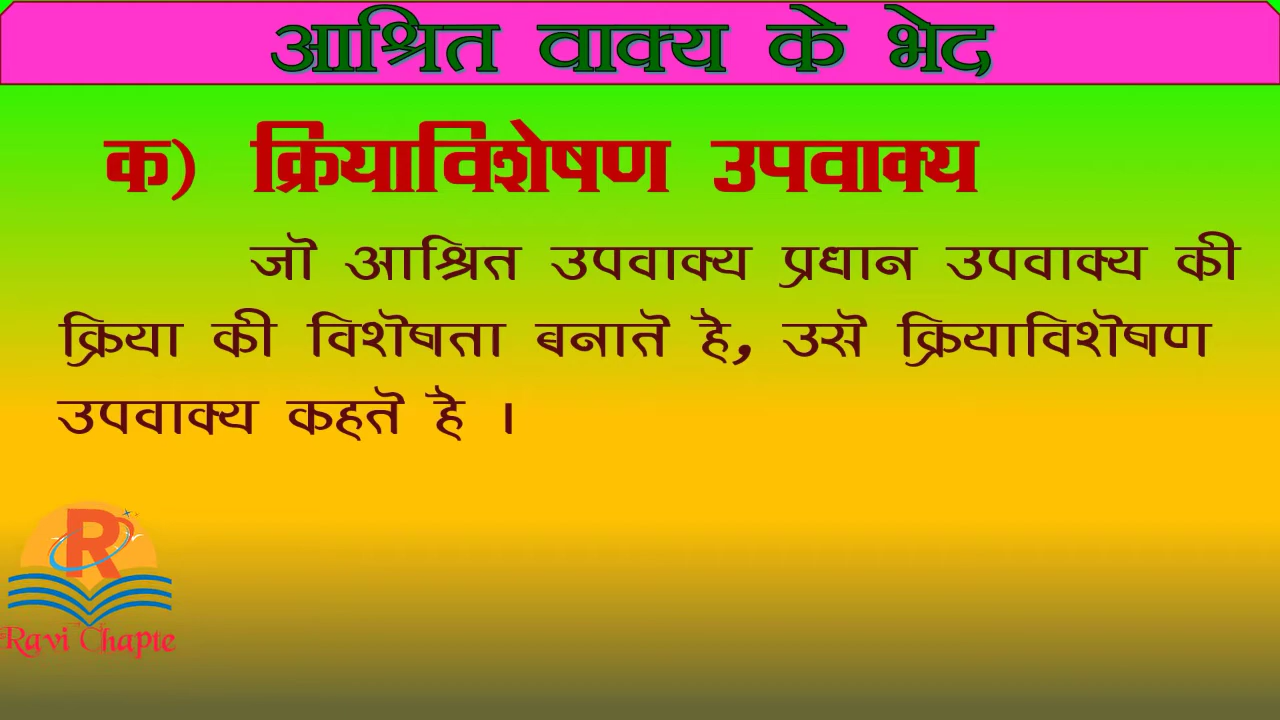 आश्रित वाक्य के भेद
क) क्रियाविशेषण उपवाक्य
जो आश्रित उपवाक्य प्रधान उपवाक्य की
क्रिया की विशेषता बनाते है, उसे क्रियाविशेषण
उपवाक्य कहते है ।
R
Ravi Chapte